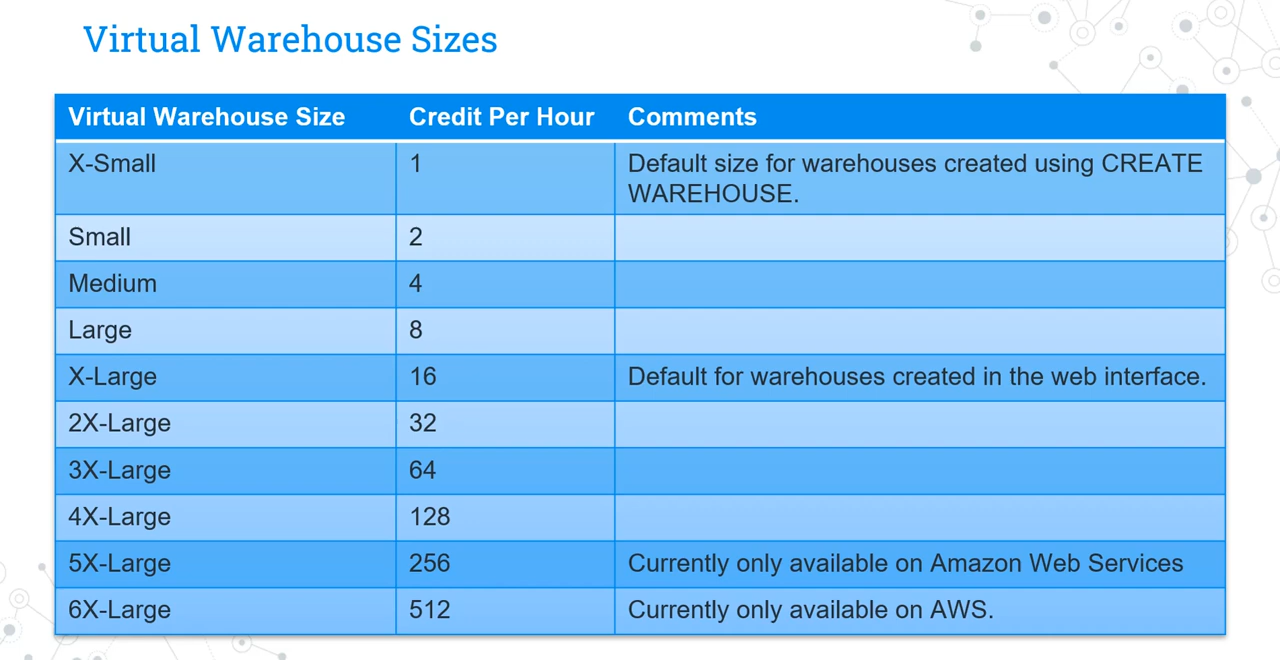 Virtual Warehouse Sizes
Virtual Warehouse Size Credit Per Hour Comments
X-Small 1 Default size for warehouses created using CREATE
WAREHOUSE.
Small 2
Medium 4
Large 8
X-Large 16 Default for warehouses created in the web interface.
2X-Large 32
3X-Large 64
4X-Large 128
5X-Large 256 Currently only available on Amazon Web Services
6X-Large 512 Currently only available on AWS.